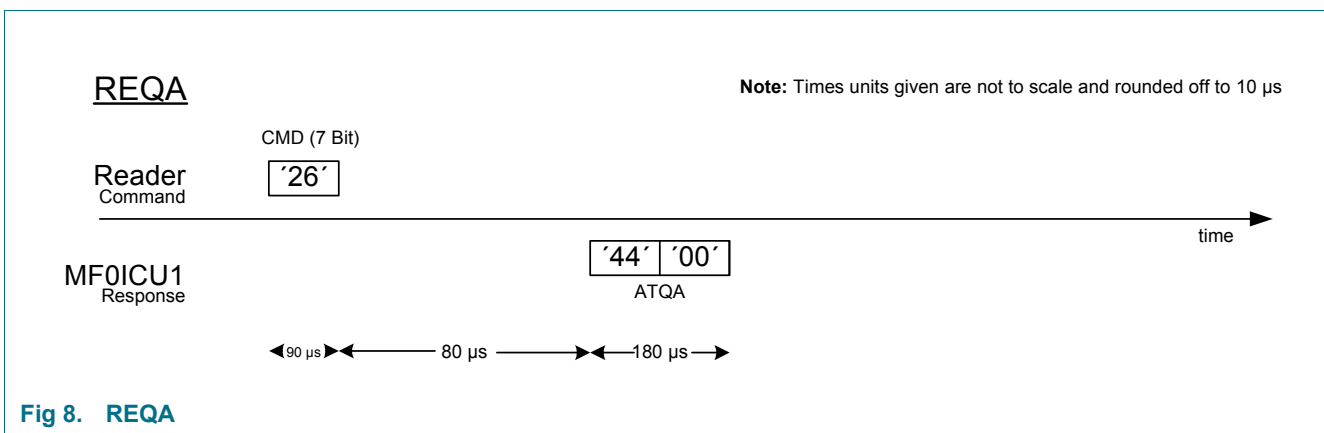 REQA
Note: Times units given are not to scale and rounded off to 10 µs
CMD (7 Bit)
Reader
Command
´26´
time
MF0ICU1
Response
´44´ ´00´
ATQA
90 µs 80 µs 180 µs
Fig 8. REQA